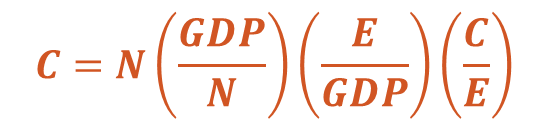 C = N (GDP/N) (E/GDP) (C/E)